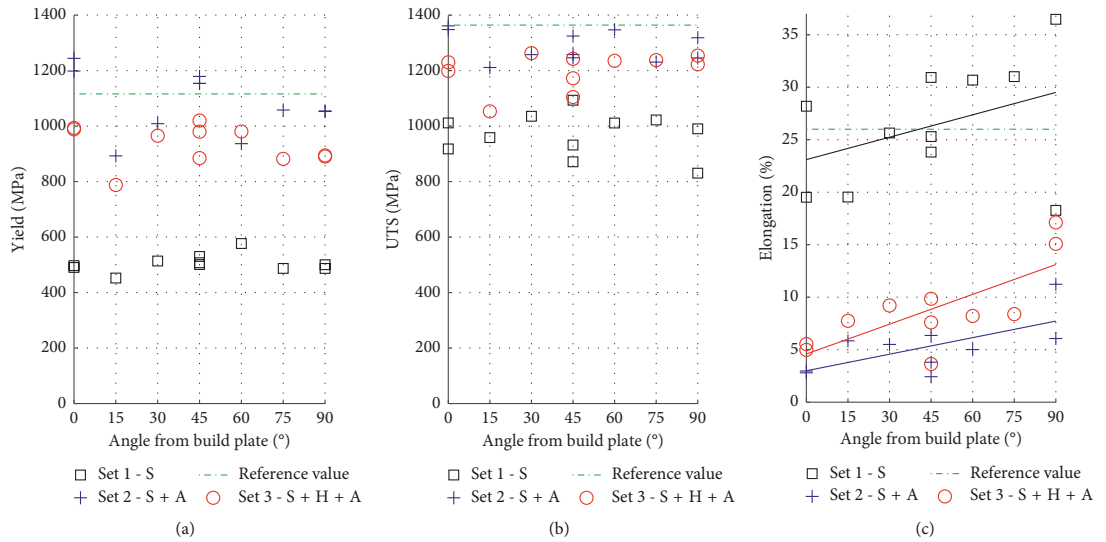 1400
1200
1000
800
600
400
200
0
Yield (MPa)
0 15 30 45 60 75 90
Angle from build plate (°)
Set 1 - S Reference value
Set 2 - S + A Set 3 - S + H + A
(a)
1400
1200
1000
800
600
400
200
0
UTS (MPa)
0 15 30 45 60 75 90
Angle from build plate (°)
Set 1 - S Reference value
Set 2 - S + A Set 3 - S + H + A
(b)
35
30
25
20
15
10
5
0
Elongation (%)
0 15 30 45 60 75 90
Angle from build plate (°)
Set 1 - S Reference value
Set 2 - S + A Set 3 - S + H + A
(c)